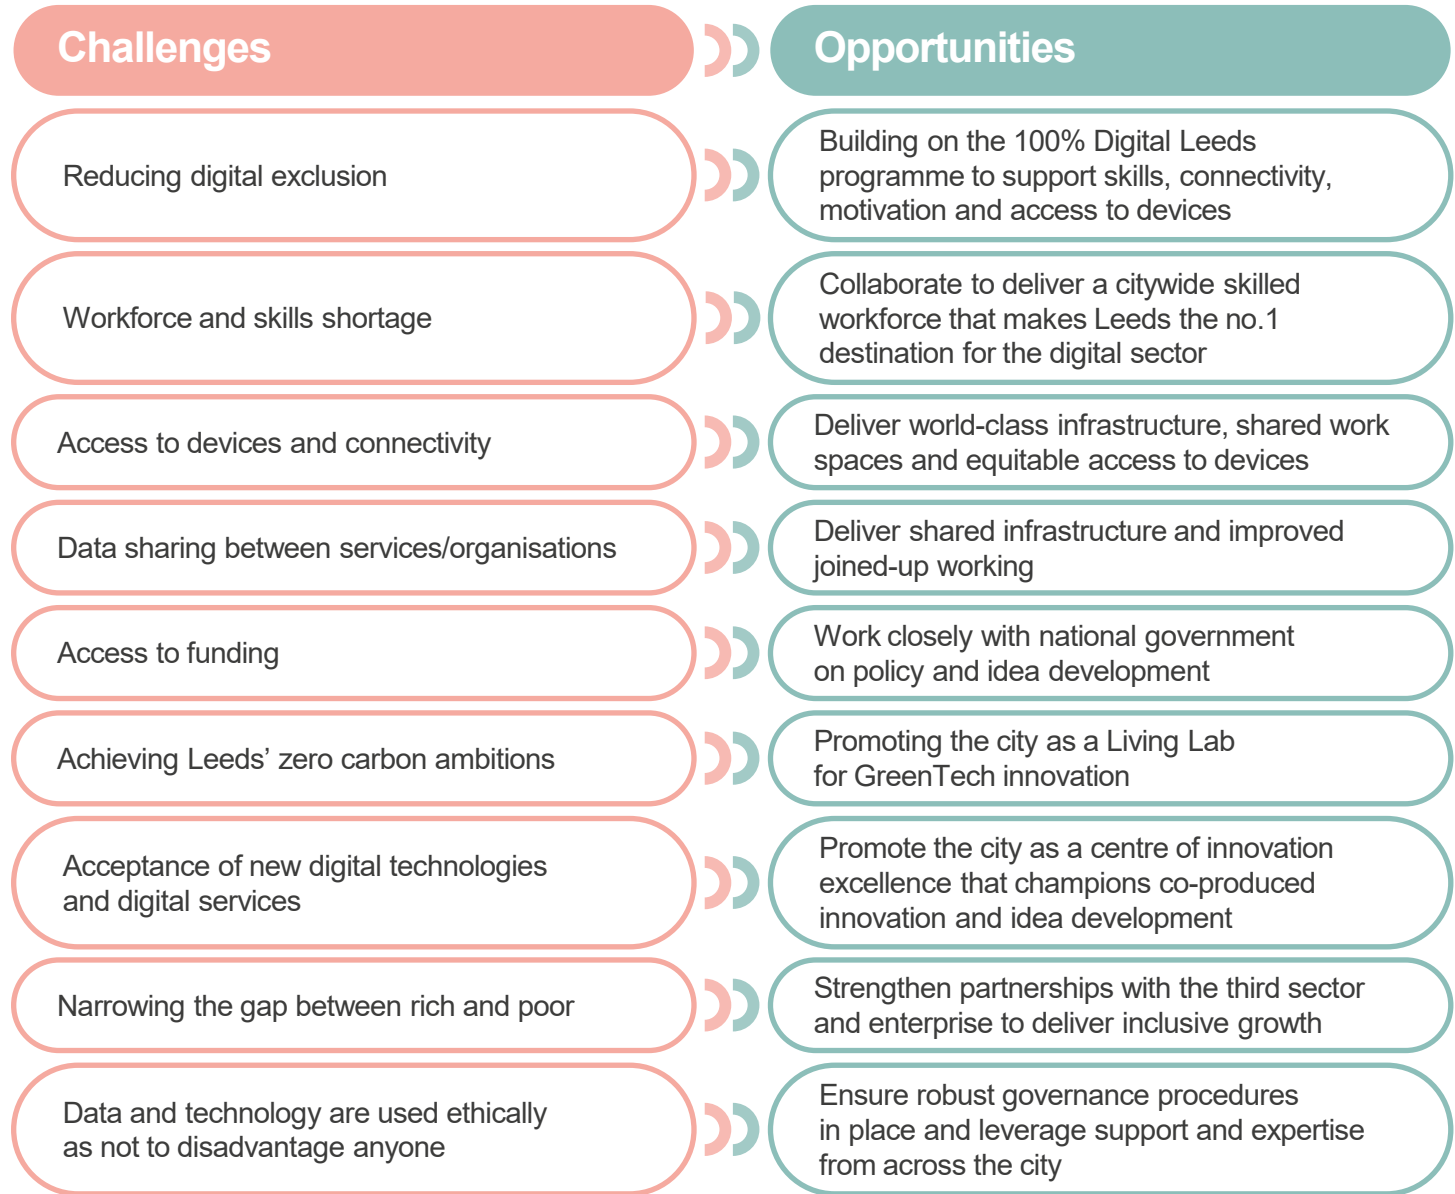 Challenges
Opportunities
Reducing digital exclusion
Building on the 100% Digital Leeds
programme to support skills, connectivity,
motivation and access to devices
Workforce and skills shortage
Collaborate to deliver a citywide skilled
workforce that makes Leeds the no.1
destination for the digital sector
Access to devices and connectivity
Deliver world-class infrastructure, shared work
spaces and equitable access to devices
Data sharing between services/organisations
Deliver shared infrastructure and improved
joined-up working
Access to funding
Work closely with national government
on policy and idea development
Achieving Leeds’ zero carbon ambitions
Promoting the city as a Living Lab
for GreenTech innovation
Acceptance of new digital technologies
and digital services
Promote the city as a centre of innovation
excellence that champions co-produced
innovation and idea development
Narrowing the gap between rich and poor
Strengthen partnerships with the third sector
and enterprise to deliver inclusive growth
Data and technology are used ethically
as not to disadvantage anyone
Ensure robust governance procedures
in place and leverage support and expertise
from across the city